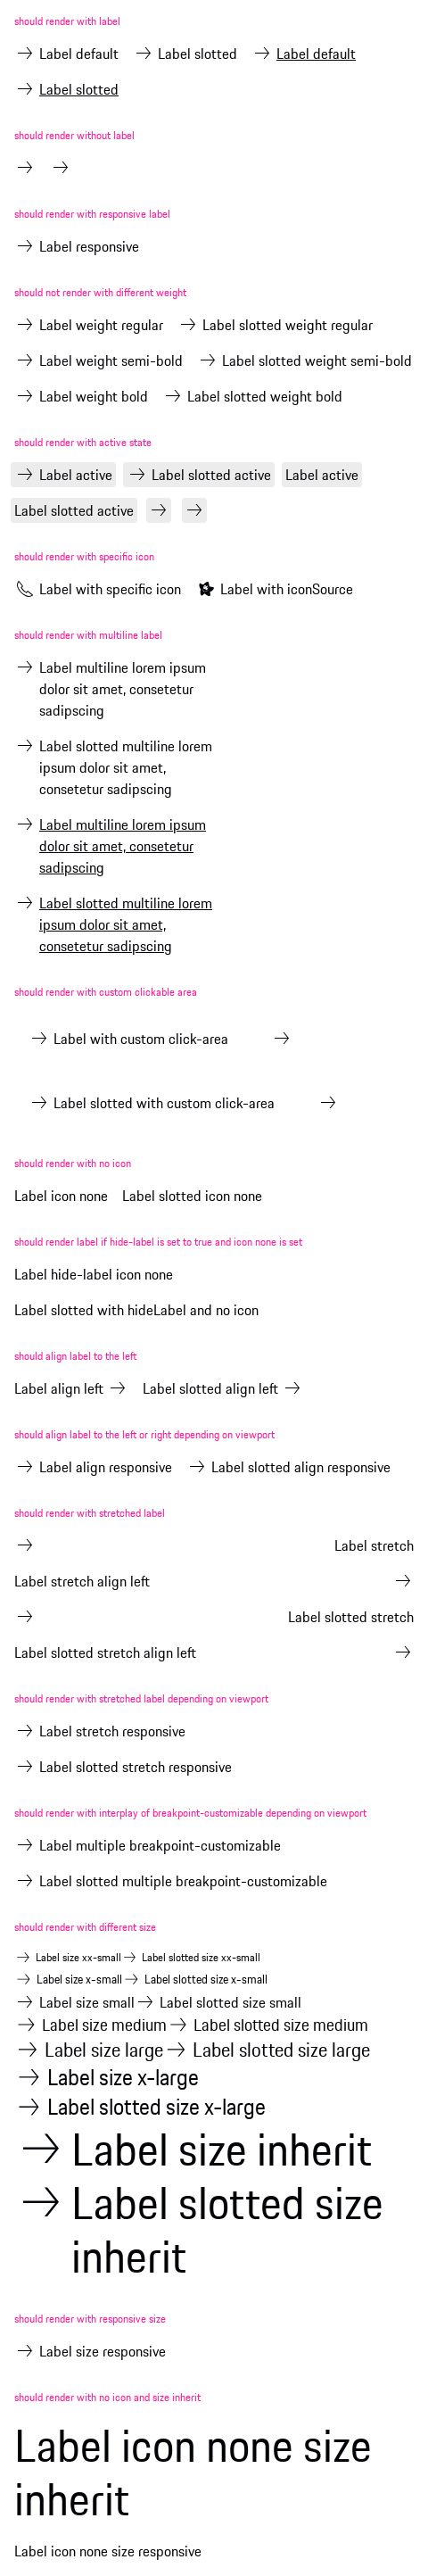 should render with label
Label default Label slotted Label default
Label slotted
should render without label
should render with responsive label
Label responsive
should not render with different weight
Label weight regular Label slotted weight regular
Label weight semi-bold Label slotted weight semi-bold
Label weight bold Label slotted weight bold
should render with active state
Label active Label slotted active Label active
Label slotted active
should render with specific icon
Label with specific icon Label with iconSource
should render with multiline label
Label multiline lorem ipsum
dolor sit amet, consetetur
sadipscing
Label slotted multiline lorem
ipsum dolor sit amet,
consetetur sadipscing
Label multiline lorem ipsum
dolor sit amet, consetetur
sadipscing
Label slotted multiline lorem
ipsum dolor sit amet,
consetetur sadipscing
should render with custom clickable area
Label with custom click-area
Label slotted with custom click-area
should render with no icon
Label icon none Label slotted icon none
should render label if hide-label is set to true and icon none is set
Label hide-label icon none
Label slotted with hideLabel and no icon
should align label to the left
Label align left Label slotted align left
should align label to the left or right depending on viewport
Label align responsive Label slotted align responsive
should render with stretched label
Label stretch
Label stretch align left
Label slotted stretch
Label slotted stretch align left
should render with stretched label depending on viewport
Label stretch responsive
Label slotted stretch responsive
should render with interplay of breakpoint-customizable depending on viewport
Label multiple breakpoint-customizable
Label slotted multiple breakpoint-customizable
should render with different size
Label size xx-small Label slotted size xx-small
Label size x-small Label slotted size x-small
Label size small Label slotted size small
Label size medium Label slotted size medium
Label size large Label slotted size large
Label size x-large
Label slotted size x-large
Label size inherit
Label slotted size
inherit
should render with responsive size
Label size responsive
should render with no icon and size inherit
Label icon none size
inherit
Label icon none size responsive